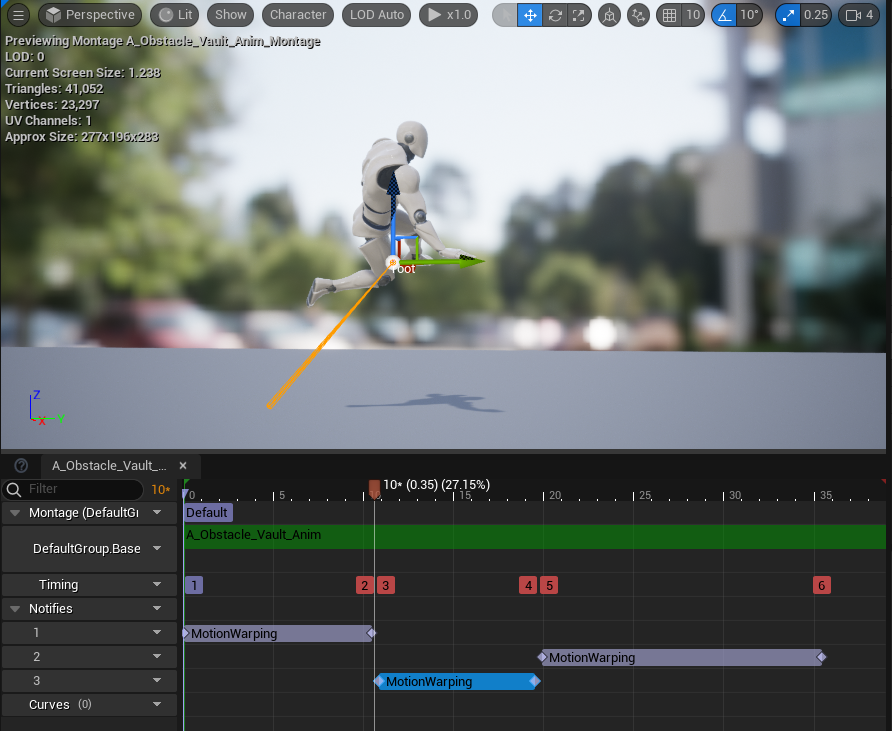 Perspective Lit Show Character LOD Auto x1.0 10 10° 0.25 4
Previewing Montage A_Obstacle_Vault_Anim_Montage
LOD: 0
Current Screen Size: 1.238
Triangles: 41,052
Vertices: 23,297
UV Channels: 1
Approx Size: 277x196x283
root
Z
X Y
A_Obstacle_Vault_... ×
Filter 10*
10* (0.35) (27.15%)
0 5 10 15 20 25 30 35
Montage (DefaultGr
Default
A_Obstacle_Vault_Anim
DefaultGroup.Base
Timing 1 2 3 4 5 6
Notifies
1 MotionWarping
2 MotionWarping
3 MotionWarping
Curves (0)